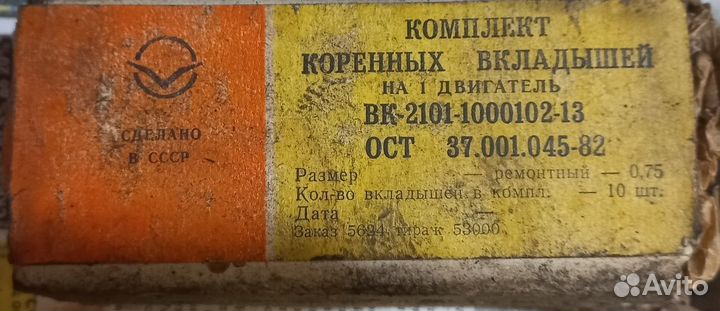 СДЕЛАНО
В СССР
КОМПЛЕКТ
КОРЕННЫХ ВКЛАДЫШЕЙ
НА 1 ДВИГАТЕЛЬ
ВК-2101-1000102-13
ОСТ 37.001.045-82
Размер — ремонтный — 0,75
Кол-во вкладышей в компл. — 10 шт.
Дата —
Заказ 5694 тираж 53000
Avito